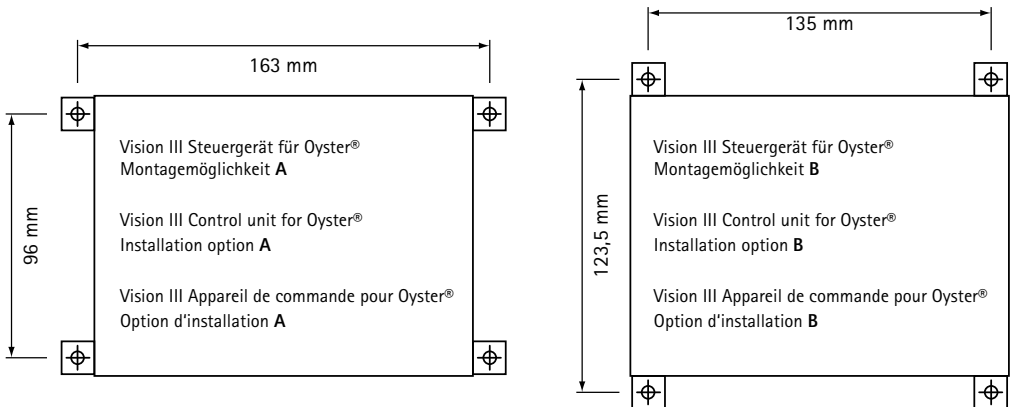 163 mm
96 mm
Vision III Steuergerät für Oyster®
Montagemöglichkeit A
Vision III Control unit for Oyster®
Installation option A
Vision III Appareil de commande pour Oyster®
Option d'installation A
135 mm
123,5 mm
Vision III Steuergerät für Oyster®
Montagemöglichkeit B
Vision III Control unit for Oyster®
Installation option B
Vision III Appareil de commande pour Oyster®
Option d'installation B